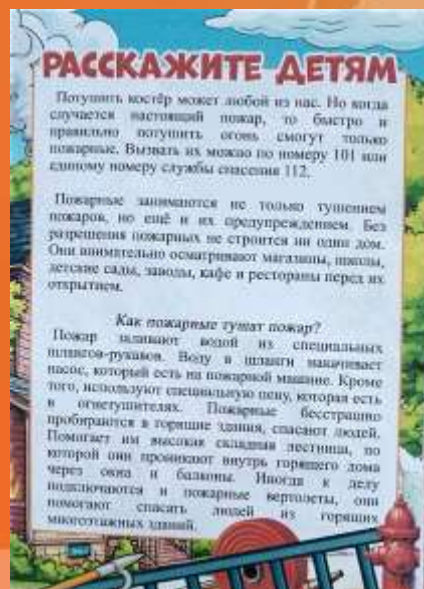 РАССКАЖИТЕ ДЕТЯМ
Потушить костёр может любой из нас. Но когда
случается настоящий пожар, то быстро и
правильно потушить огонь смогут только
пожарные. Вызвать их можно по номеру 101 или
единому номеру службы спасения 112.
Пожарные занимаются не только тушением
пожаров, но ещё и их предупреждением. Без
разрешения пожарных не строится ни один дом.
Они внимательно осматривают магазины, школы,
детские сады, заводы, кафе и рестораны перед их
открытием.
Как пожарные тушат пожар?
Пожар заливают водой из специальных
шлангов-рукавов. Воду в шланги накачивает
насос, который есть на пожарной машине. Кроме
того, используют специальную пену, которая есть
в огнетушителях. Пожарные бесстрашно
пробираются в горящие здания, спасают людей.
Помогает им высокая складная лестница, по
которой они проникают внутрь горящего дома
через окна и балконы. Иногда к делу
подключаются и пожарные вертолеты, они
помогают спасать людей из горящих
многоэтажных зданий.